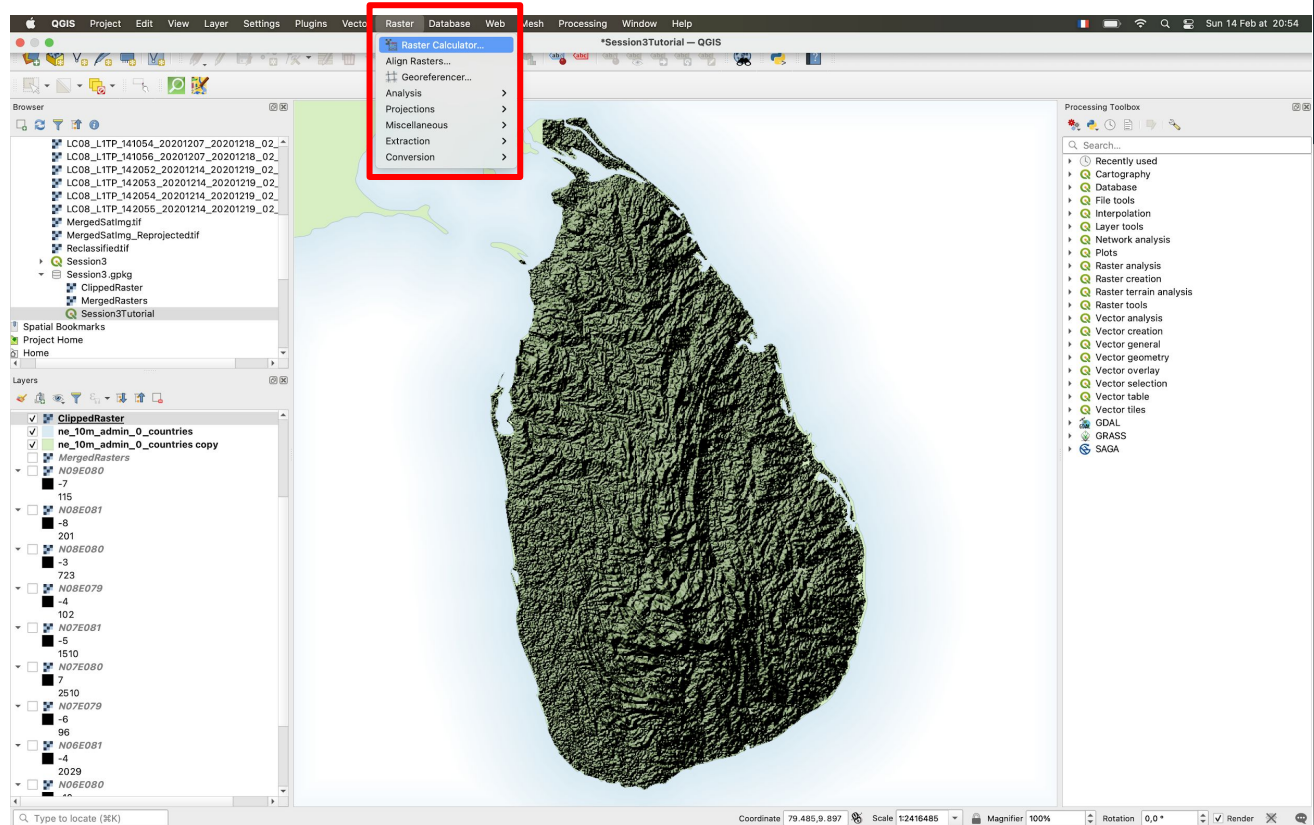 QGIS Project Edit View Layer Settings Plugins Vecto Raster Database Web Mesh Processing Window Help Sun 14 Feb at 20:54
*Session3Tutorial — QGIS
Raster Calculator...
Align Rasters...
Georeferencer...
Analysis
Projections
Miscellaneous
Extraction
Conversion
Browser
LC08_L1TP_141054_20201207_20201218_02_
LC08_L1TP_141056_20201207_20201218_02_
LC08_L1TP_142052_20201214_20201219_02_
LC08_L1TP_142053_20201214_20201219_02_
LC08_L1TP_142054_20201214_20201219_02_
LC08_L1TP_142055_20201214_20201219_02_
MergedSatImg.tif
MergedSatImg_Reprojected.tif
Reclassified.tif
Session3
Session3.gpkg
ClippedRaster
MergedRasters
Session3Tutorial
Spatial Bookmarks
Project Home
Home
Layers
ClippedRaster
ne_10m_admin_0_countries
ne_10m_admin_0_countries copy
MergedRasters
N09E080
-7
115
N08E081
-8
201
N08E080
-3
723
N08E079
-4
102
N07E081
-5
1510
N07E080
7
2510
N07E079
-6
96
N06E081
-4
2029
N06E080
Processing Toolbox
Search...
Recently used
Cartography
Database
File tools
Interpolation
Layer tools
Network analysis
Plots
Raster analysis
Raster creation
Raster terrain analysis
Raster tools
Vector analysis
Vector creation
Vector general
Vector geometry
Vector overlay
Vector selection
Vector table
Vector tiles
GDAL
GRASS
SAGA
Type to locate (⌘K) Coordinate 79.485,9.897 Scale 1:2416485 Magnifier 100% Rotation 0,0 ° Render